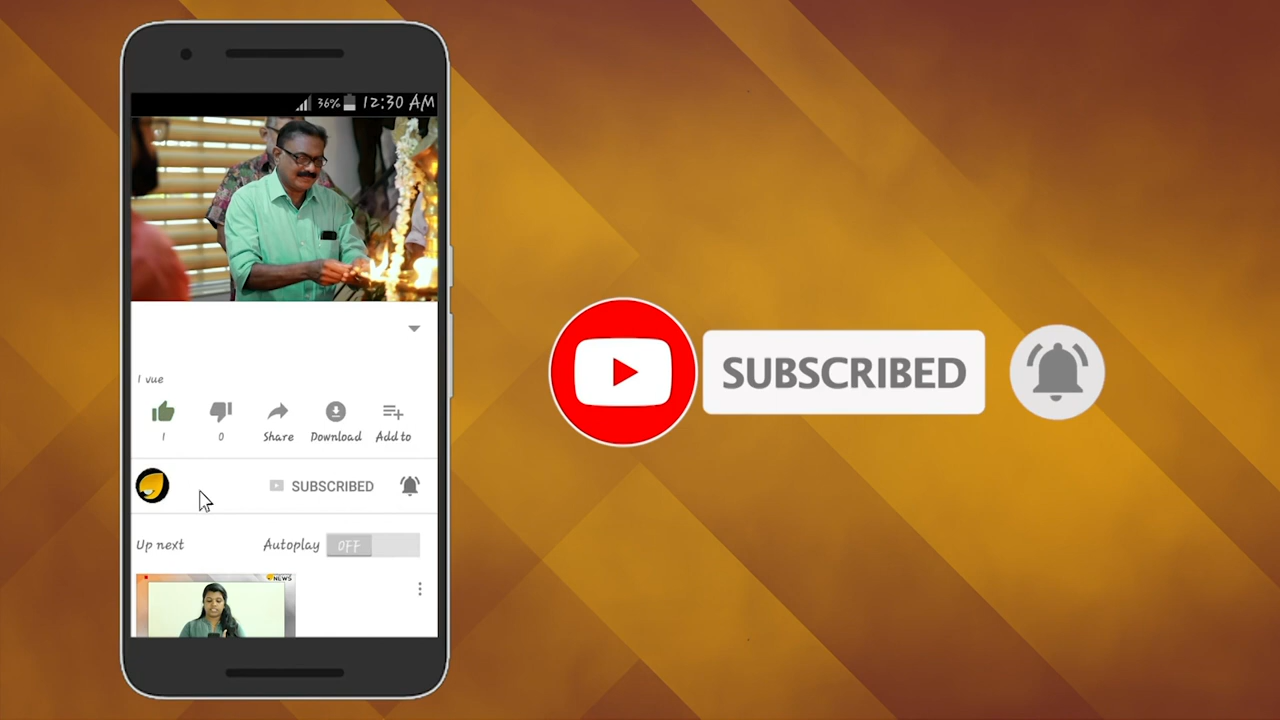 36% 12:30 AM
1 vue
1 0 Share Download Add to
SUBSCRIBED
Up next Autoplay OFF
NEWS
SUBSCRIBED